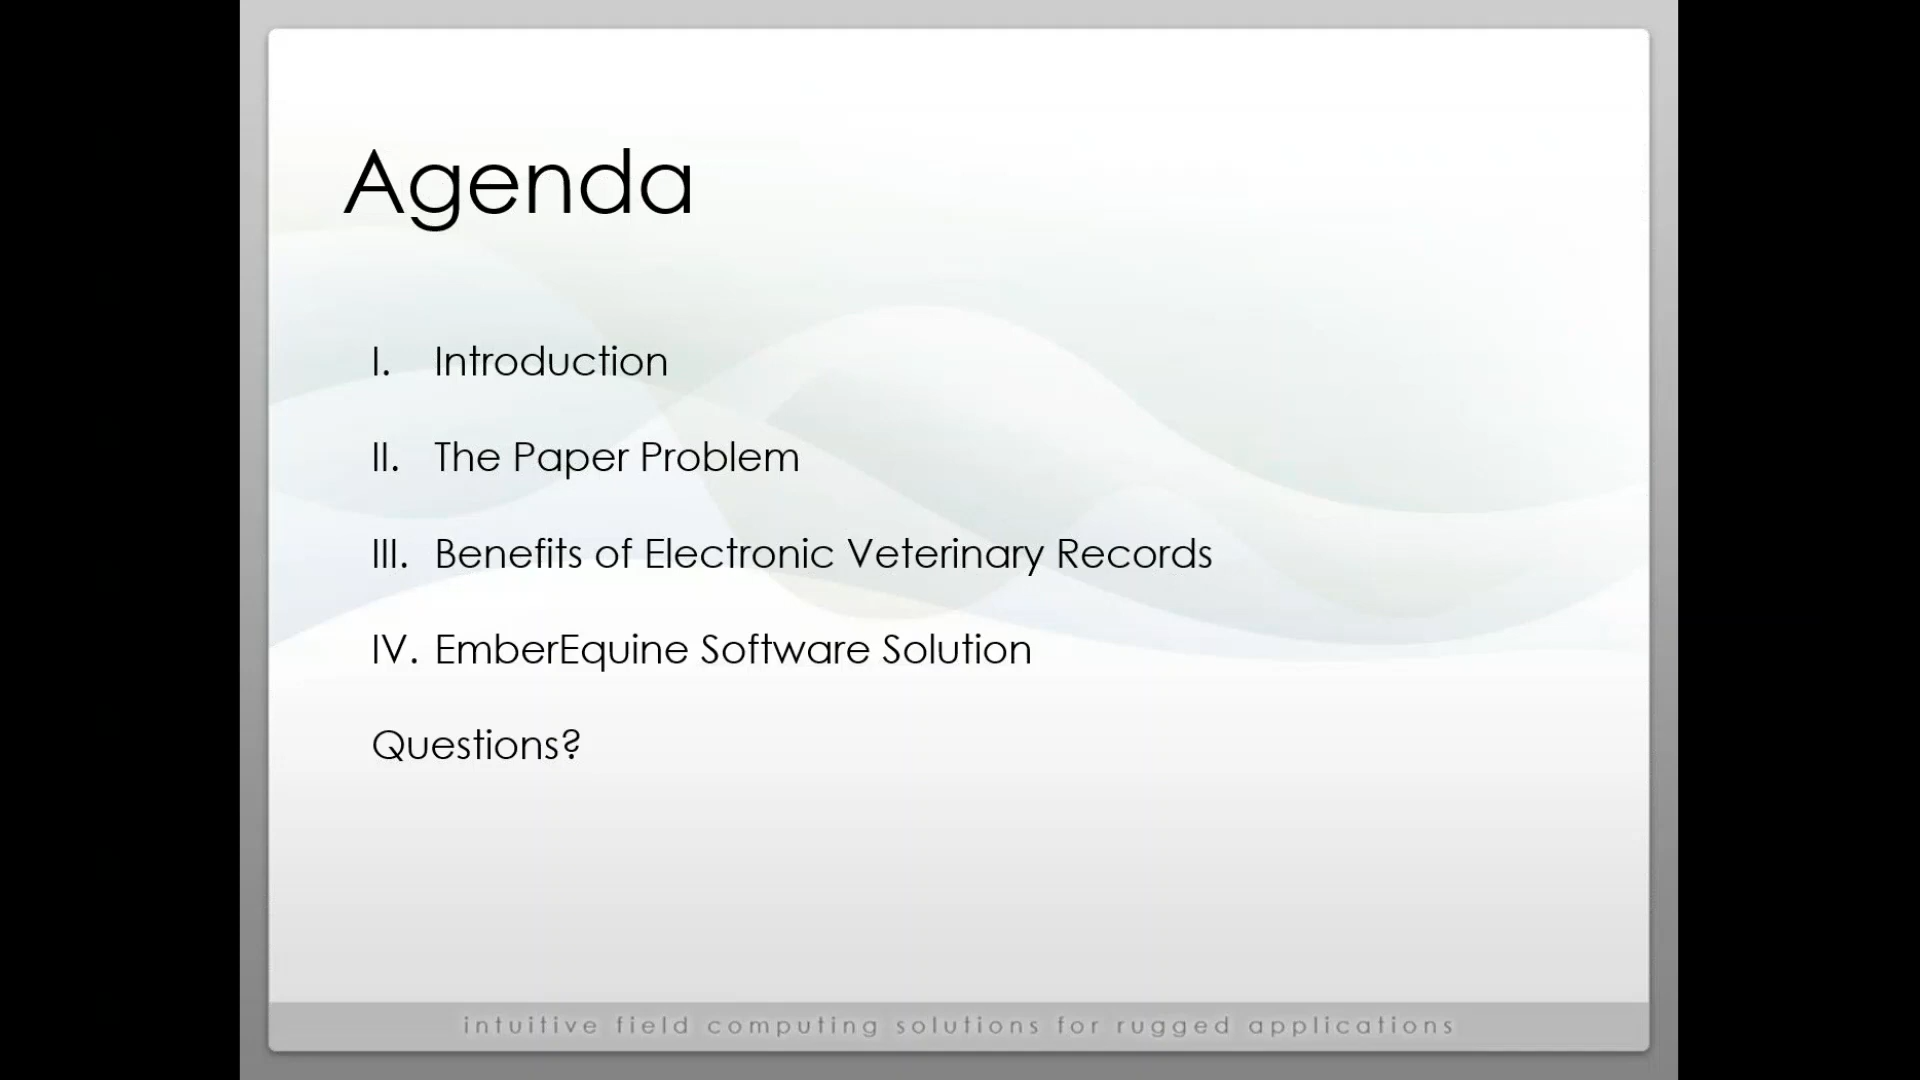 Agenda
I. Introduction
II. The Paper Problem
III. Benefits of Electronic Veterinary Records
IV. EmberEquine Software Solution
Questions?
intuitive field computing solutions for rugged applications